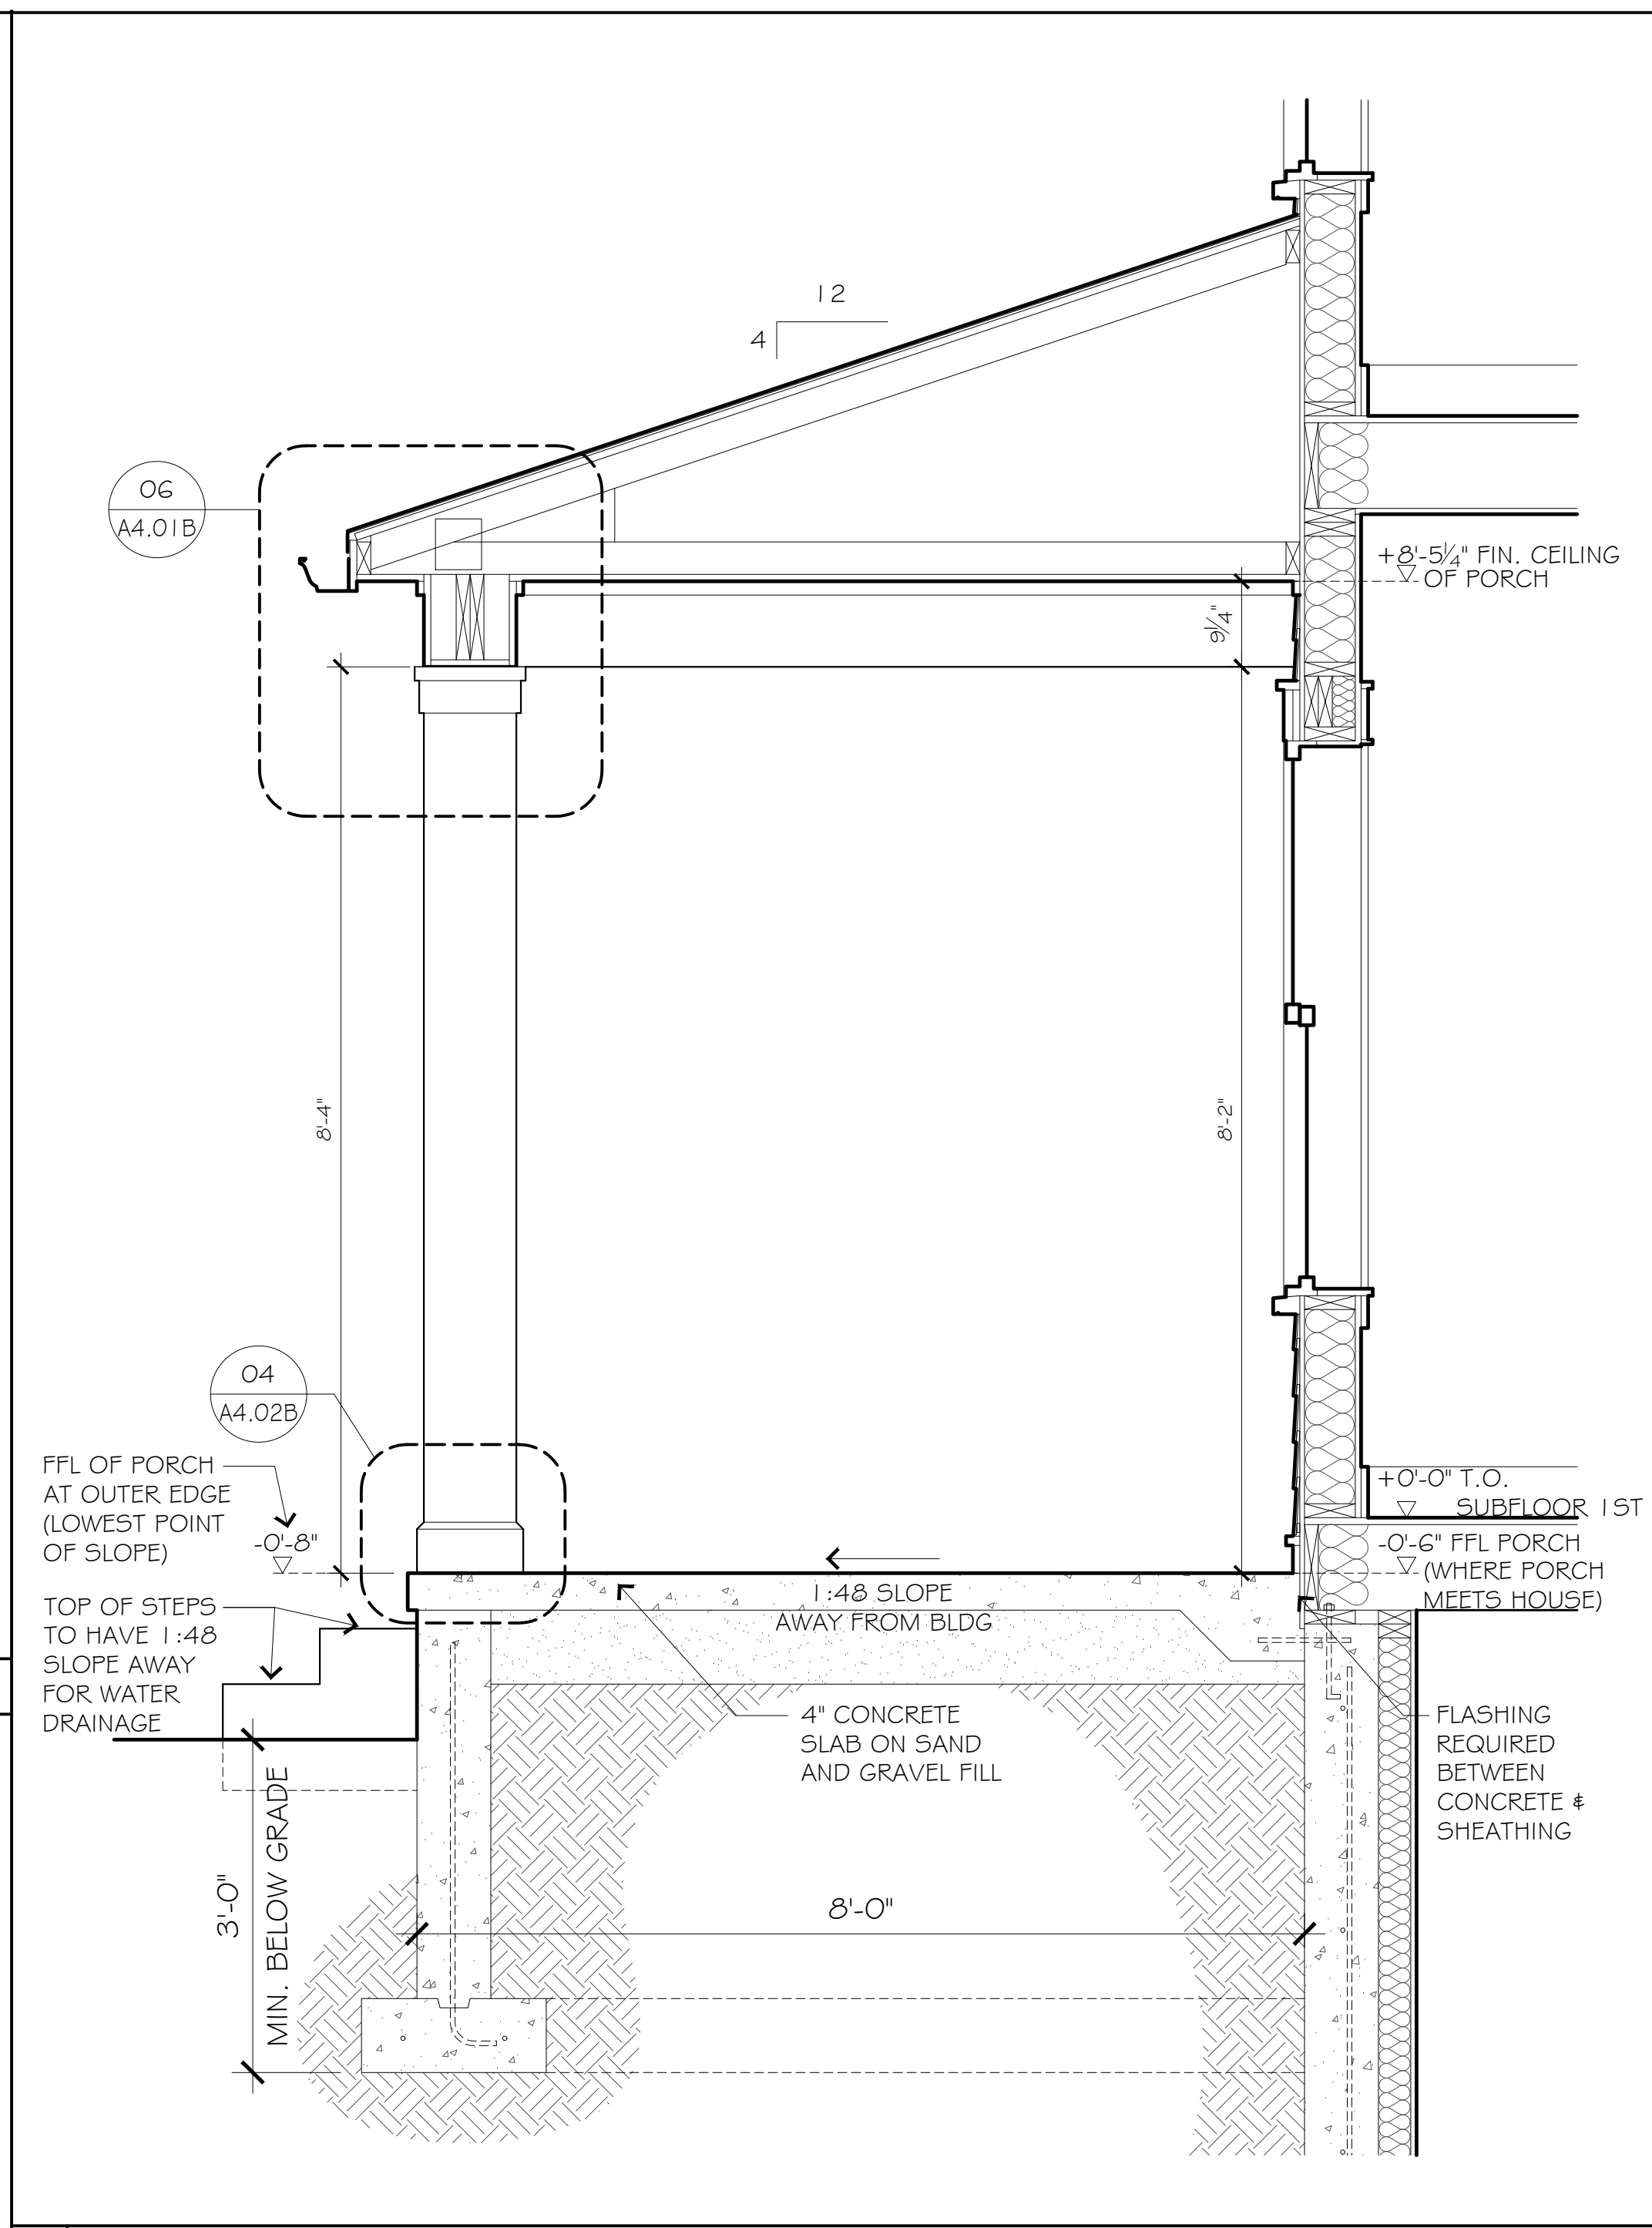 12
4
06
A4.01B
+8'-5¼" FIN. CEILING
OF PORCH
9¼"
8'-4"
8'-2"
04
A4.02B
FFL OF PORCH
AT OUTER EDGE
(LOWEST POINT
OF SLOPE)
-0'-8"
+0'-0" T.O.
SUBFLOOR 1ST
-0'-6" FFL PORCH
(WHERE PORCH
MEETS HOUSE)
1:48 SLOPE
AWAY FROM BLDG
TOP OF STEPS
TO HAVE 1:48
SLOPE AWAY
FOR WATER
DRAINAGE
4" CONCRETE
SLAB ON SAND
AND GRAVEL FILL
FLASHING
REQUIRED
BETWEEN
CONCRETE &
SHEATHING
3'-0"
MIN. BELOW GRADE
8'-0"